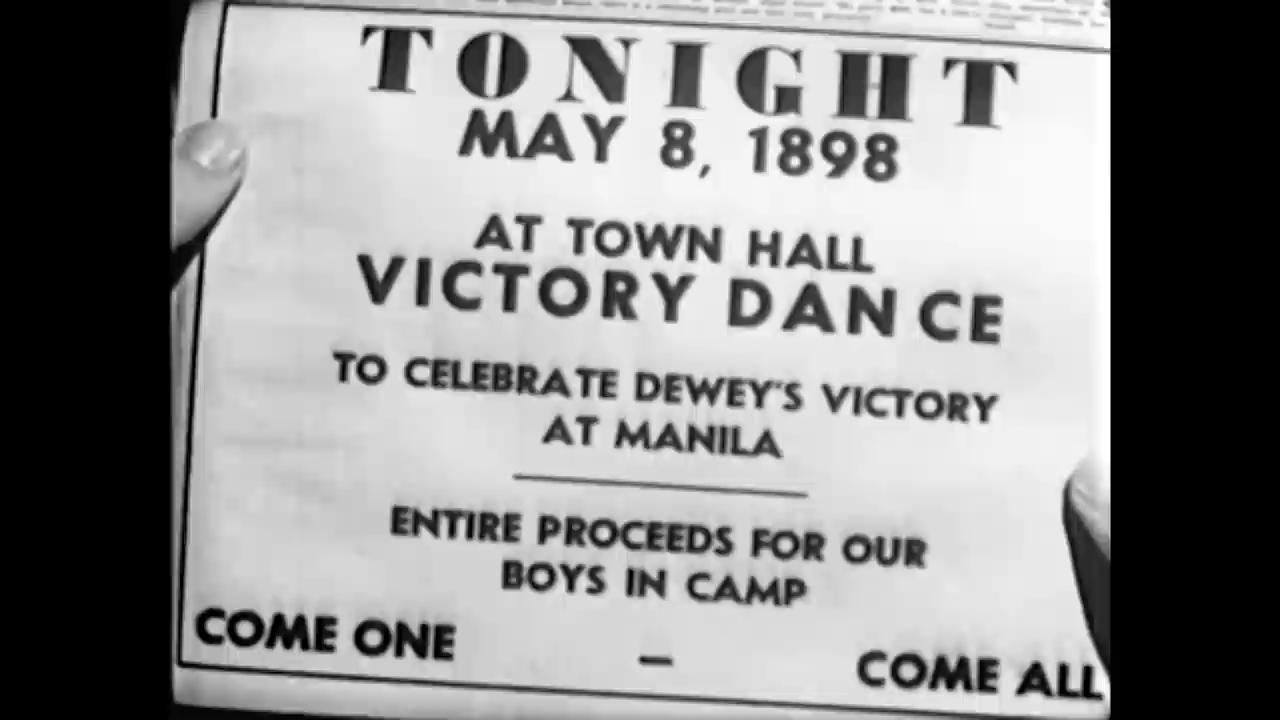 TONIGHT
MAY 8, 1898
AT TOWN HALL
VICTORY DANCE
TO CELEBRATE DEWEY'S VICTORY
AT MANILA
ENTIRE PROCEEDS FOR OUR
BOYS IN CAMP
COME ONE – COME ALL